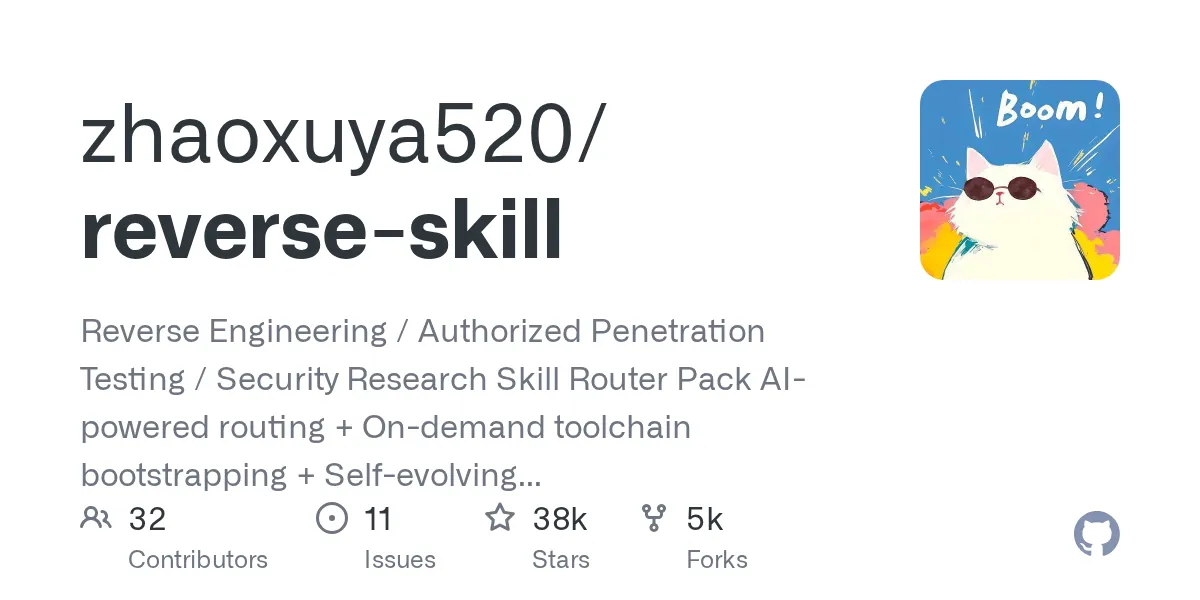 zhaoxuya520/
reverse-skill
Boom!
Reverse Engineering / Authorized Penetration
Testing / Security Research Skill Router Pack AI-
powered routing + On-demand toolchain
bootstrapping + Self-evolving...
32
Contributors
11
Issues
38k
Stars
5k
Forks